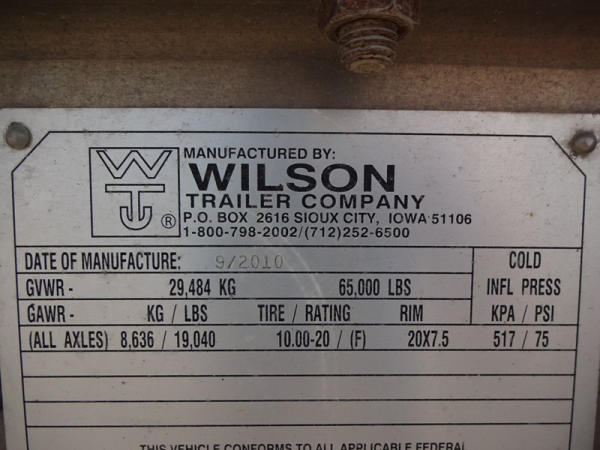 WT
®
MANUFACTURED BY:
WILSON
TRAILER COMPANY
P.O. BOX 2616 SIOUX CITY, IOWA 51106
1-800-798-2002/(712)252-6500
DATE OF MANUFACTURE: 9/2010 COLD
GVWR - 29,484 KG 65,000 LBS INFL PRESS
GAWR - KG / LBS TIRE / RATING RIM KPA / PSI
(ALL AXLES) 8,636 / 19,040 10.00-20 / (F) 20X7.5 517 / 75
THIS VEHICLE CONFORMS TO ALL APPLICABLE FEDERAL